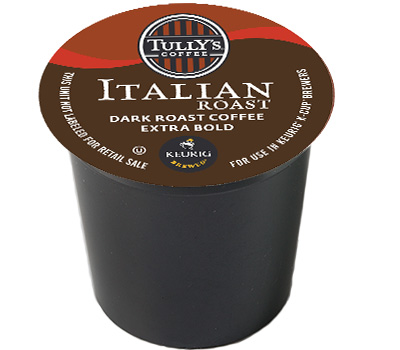 TULLY'S
COFFEE
ITALIAN
ROAST
DARK ROAST COFFEE
EXTRA BOLD
THIS UNIT NOT LABELED FOR RETAIL SALE
U
KEURIG
BREWED
FOR USE IN KEURIG K-CUP BREWERS